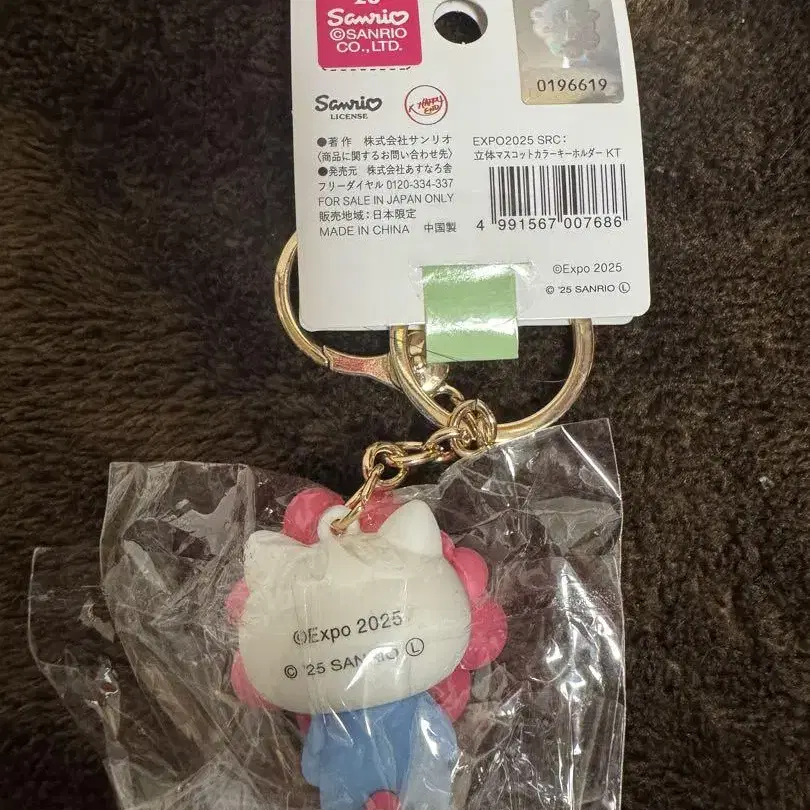 Sanrio
©SANRIO
CO., LTD.
0196619
Sanrio
LICENSE
HAPPY
END
●著作 株式会社サンリオ
〈商品に関するお問い合わせ先〉
●発売元 株式会社あすなろ舎
フリーダイヤル 0120-334-337
FOR SALE IN JAPAN ONLY
販売地域:日本限定
MADE IN CHINA 中国製
EXPO2025 SRC:
立体マスコットカラーキーホルダー KT
4 991567 007686
©Expo 2025
© '25 SANRIO Ⓛ
©Expo 2025
© '25 SANRIO Ⓛ